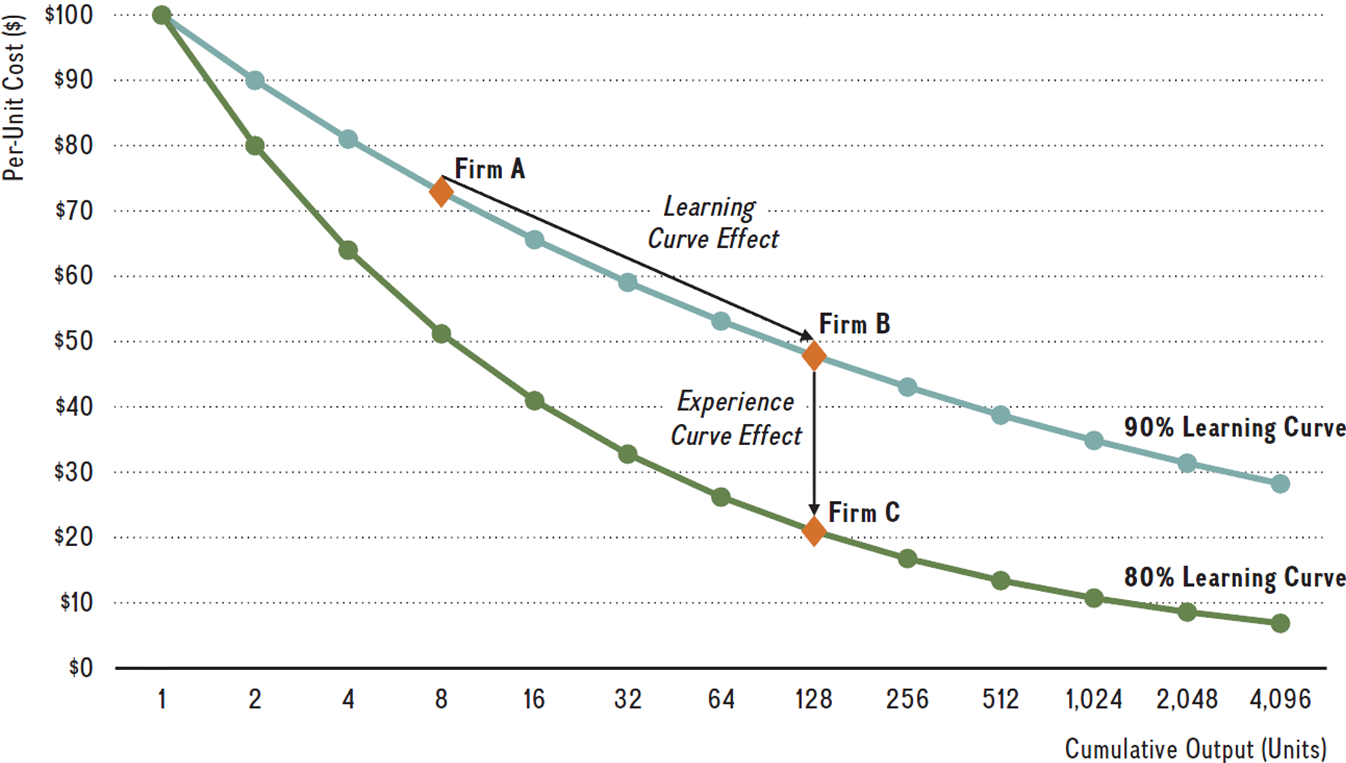 Per-Unit Cost ($)
$100
$90
$80
$70
$60
$50
$40
$30
$20
$10
$0
Firm A
Learning
Curve Effect
Firm B
Experience
Curve Effect
90% Learning Curve
Firm C
80% Learning Curve
1 2 4 8 16 32 64 128 256 512 1,024 2,048 4,096
Cumulative Output (Units)